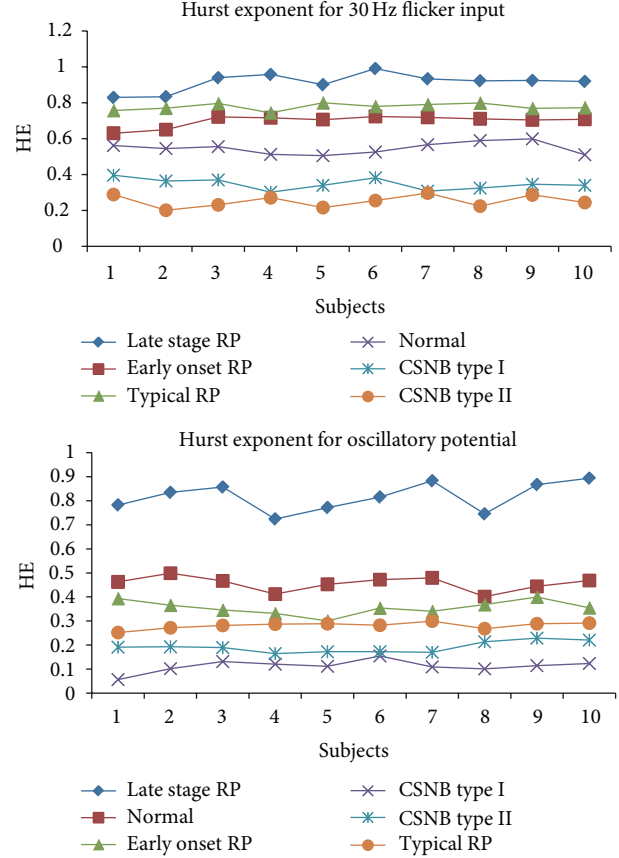 Hurst exponent for 30 Hz flicker input
1.2
1
0.8
0.6
0.4
0.2
0
HE
1 2 3 4 5 6 7 8 9 10
Subjects
Late stage RP
Early onset RP
Typical RP
Normal
CSNB type I
CSNB type II
Hurst exponent for oscillatory potential
1
0.9
0.8
0.7
0.6
0.5
0.4
0.3
0.2
0.1
0
HE
1 2 3 4 5 6 7 8 9 10
Subjects
Late stage RP
Normal
Early onset RP
CSNB type I
CSNB type II
Typical RP